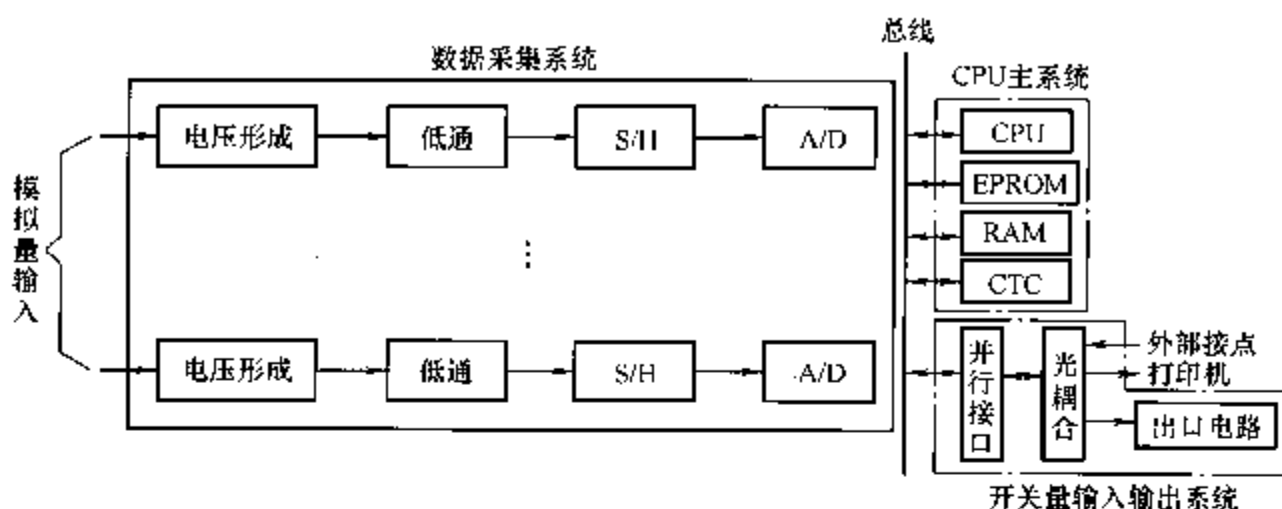 总线
数据采集系统
CPU主系统
电压形成
低通
S/H
A/D
CPU
EPROM
模拟量输入
RAM
CTC
电压形成
低通
S/H
A/D
并行接口
光耦合
外部接点
打印机
出口电路
开关量输入输出系统